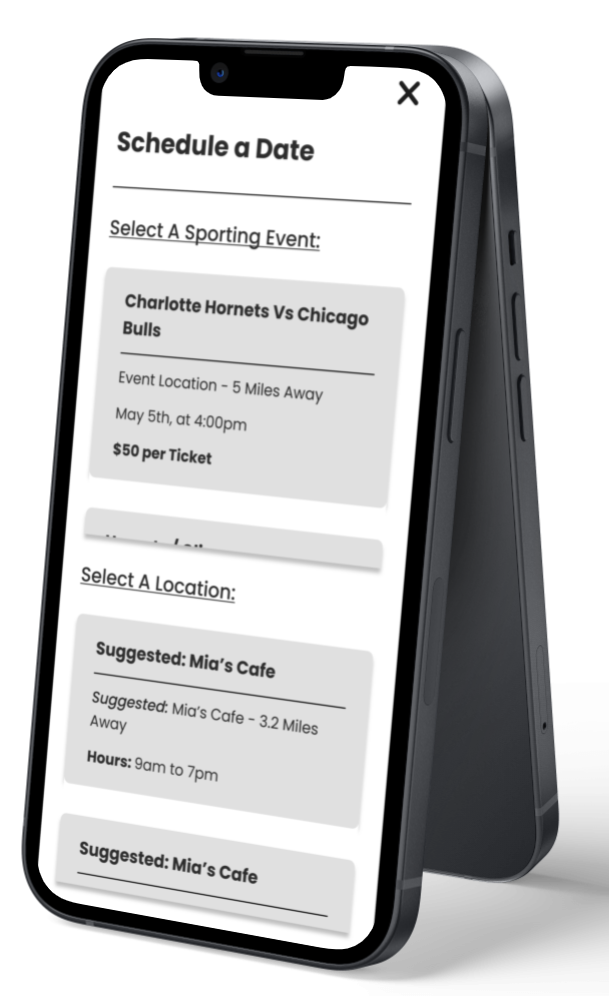 Schedule a Date
Select A Sporting Event:
Charlotte Hornets Vs Chicago
Bulls
Event Location - 5 Miles Away
May 5th, at 4:00pm
$50 per Ticket
Select A Location:
Suggested: Mia's Cafe
Suggested: Mia's Cafe - 3.2 Miles
Away
Hours: 9am to 7pm
Suggested: Mia's Cafe